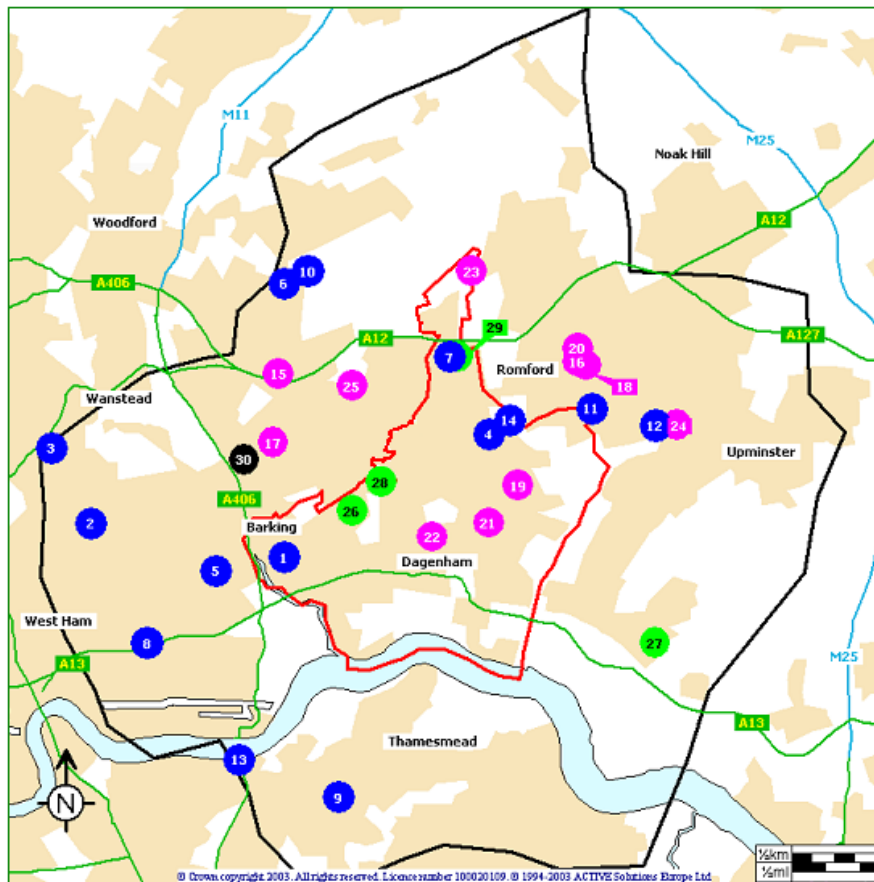 M11
M25
Noak Hill
Woodford
A12
10
23
6
A406
29
A127
A12
7
20
16
Romford
15
18
25
Wanstead
11
14
12
24
4
17
3
Upminster
30
28
19
A406
26
2
21
Barking
22
1
Dagenham
5
West Ham
8
27
M25
A13
A13
Thamesmead
13
9
N
½km
½mi
© Crown copyright 2003. All rights reserved. Licence number 100020109. © 1994-2003 ACTIVE Solutions Europe Ltd